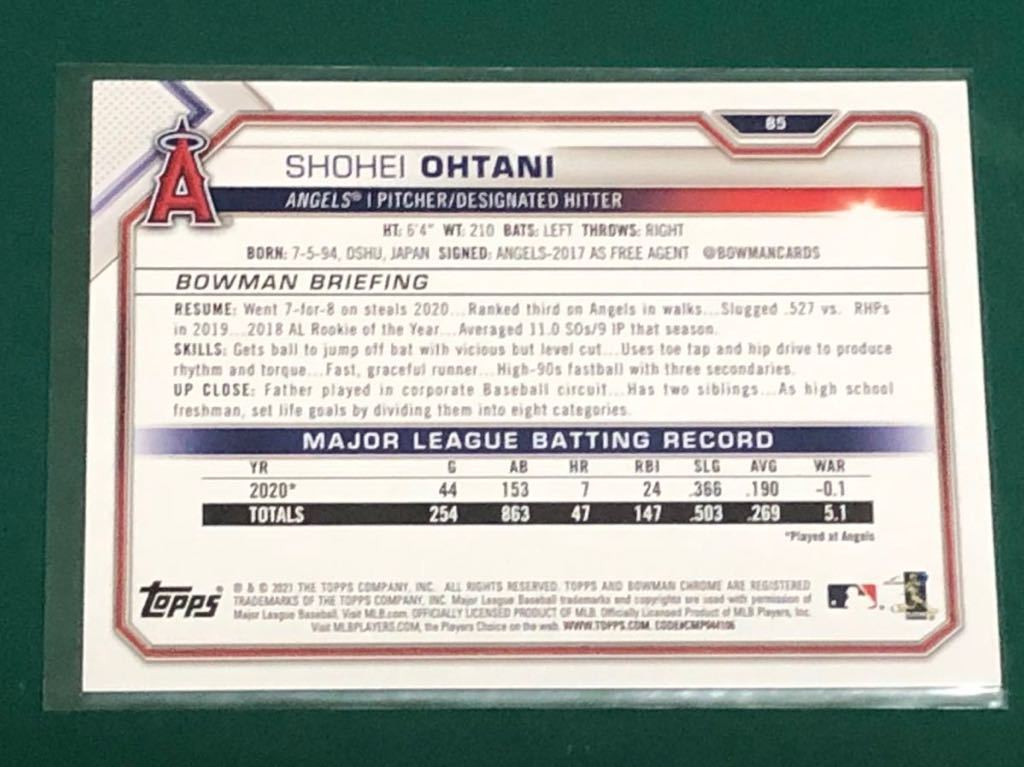 85
A
SHOHEI OHTANI
ANGELS® | PITCHER/DESIGNATED HITTER
HT: 6'4" WT: 210 BATS: LEFT THROWS: RIGHT
BORN: 7-5-94, OSHU, JAPAN SIGNED: ANGELS-2017 AS FREE AGENT @BOWMANCARDS
BOWMAN BRIEFING
RESUME: Went 7-for-8 on steals 2020...Ranked third on Angels in walks...Slugged .527 vs. RHPs
in 2019...2018 AL Rookie of the Year...Averaged 11.0 SOs/9 IP that season.
SKILLS: Gets ball to jump off bat with vicious but level cut...Uses toe tap and hip drive to produce
rhythm and torque...Fast, graceful runner...High-90s fastball with three secondaries.
UP CLOSE: Father played in corporate Baseball circuit...Has two siblings...As high school
freshman, set life goals by dividing them into eight categories.
MAJOR LEAGUE BATTING RECORD
YR G AB HR RBI SLG AVG WAR
2020* 44 153 7 24 .366 .190 -0.1
TOTALS 254 863 47 147 .503 .269 5.1
*Played at Angels
Topps® ® & © 2021 THE TOPPS COMPANY, INC. ALL RIGHTS RESERVED. TOPPS AND BOWMAN CHROME ARE REGISTERED
TRADEMARKS OF THE TOPPS COMPANY, INC. Major League Baseball trademarks and copyrights are used with permission of
Major League Baseball. Visit MLB.com. OFFICIALLY LICENSED PRODUCT OF MLB. Officially Licensed Product of MLB Players, Inc.
Visit MLBPLAYERS.COM, the Players Choice on the web. WWW.TOPPS.COM. CODE#CMP044106